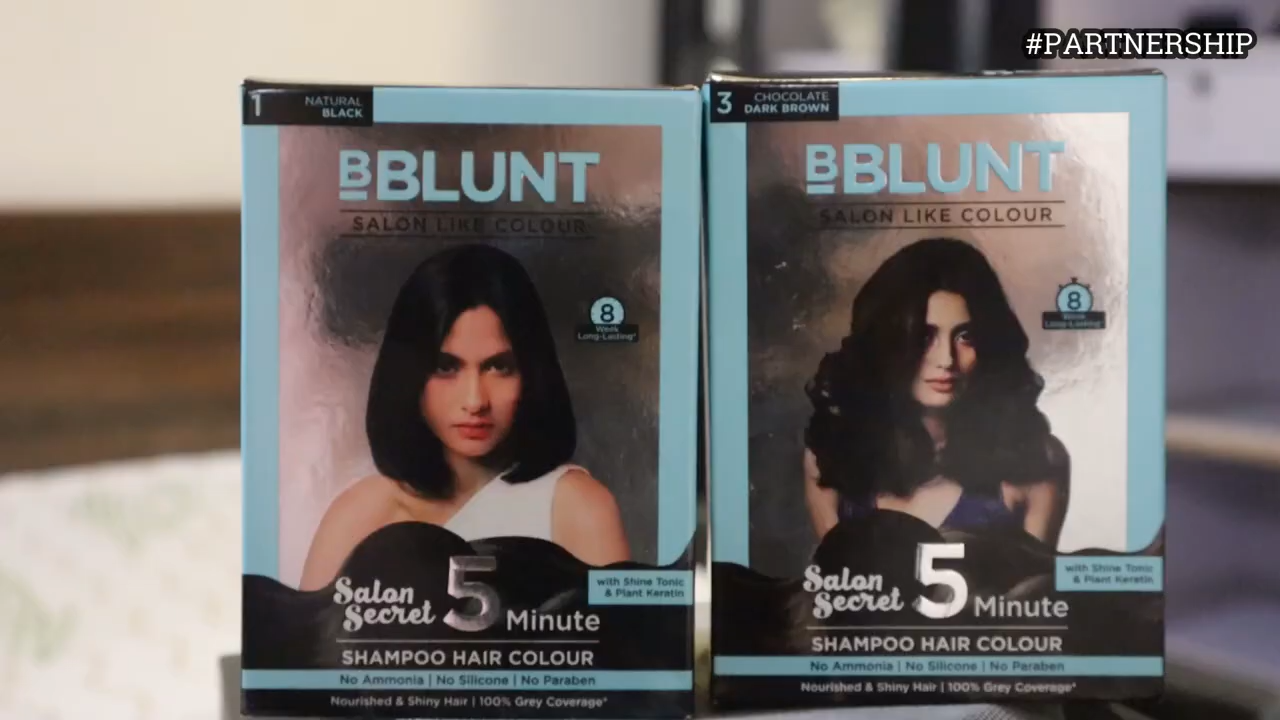 #PARTNERSHIP
1 NATURAL
BLACK
BBLUNT
SALON LIKE COLOUR
8
Week
Long-Lasting*
Salon
Secret 5 Minute
with Shine Tonic
& Plant Keratin
SHAMPOO HAIR COLOUR
No Ammonia | No Silicone | No Paraben
Nourished & Shiny Hair | 100% Grey Coverage*
3 CHOCOLATE
DARK BROWN
BBLUNT
SALON LIKE COLOUR
8
Week
Long-Lasting*
Salon
Secret 5 Minute
with Shine Tonic
& Plant Keratin
SHAMPOO HAIR COLOUR
No Ammonia | No Silicone | No Paraben
Nourished & Shiny Hair | 100% Grey Coverage*